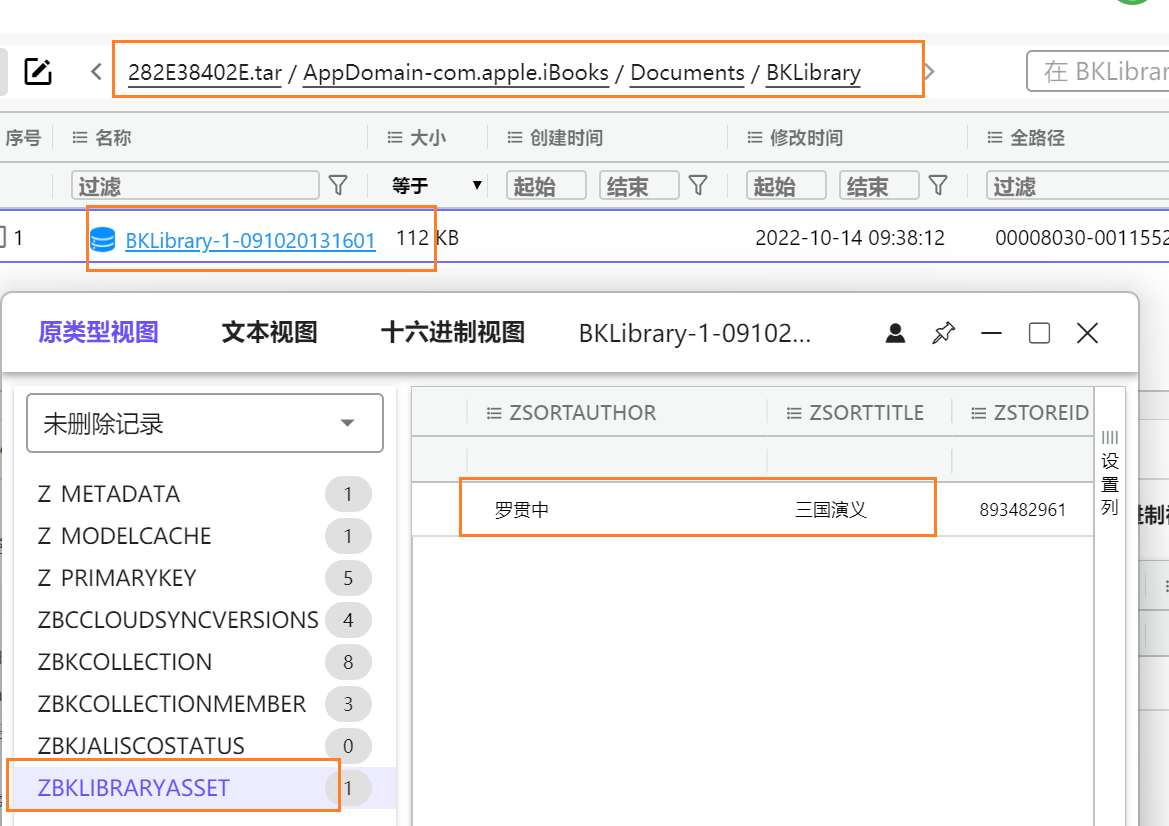 282E38402E.tar / AppDomain-com.apple.iBooks / Documents / BKLibrary
在 BKLibrar
序号 名称 大小 创建时间 修改时间 全路径
过滤 等于 起始 结束 起始 结束 过滤
1 BKLibrary-1-091020131601 112 KB 2022-10-14 09:38:12 00008030-0011552
原类型视图 文本视图 十六进制视图 BKLibrary-1-09102...
未删除记录
ZSORTAUTHOR ZSORTTITLE ZSTOREID
设置列
罗贯中 三国演义 893482961
Z METADATA 1
Z MODELCACHE 1
Z PRIMARYKEY 5
ZBCCLOUDSYNCVERSIONS 4
ZBKCOLLECTION 8
ZBKCOLLECTIONMEMBER 3
ZBKJALISCOSTATUS 0
ZBKLIBRARYASSET 1